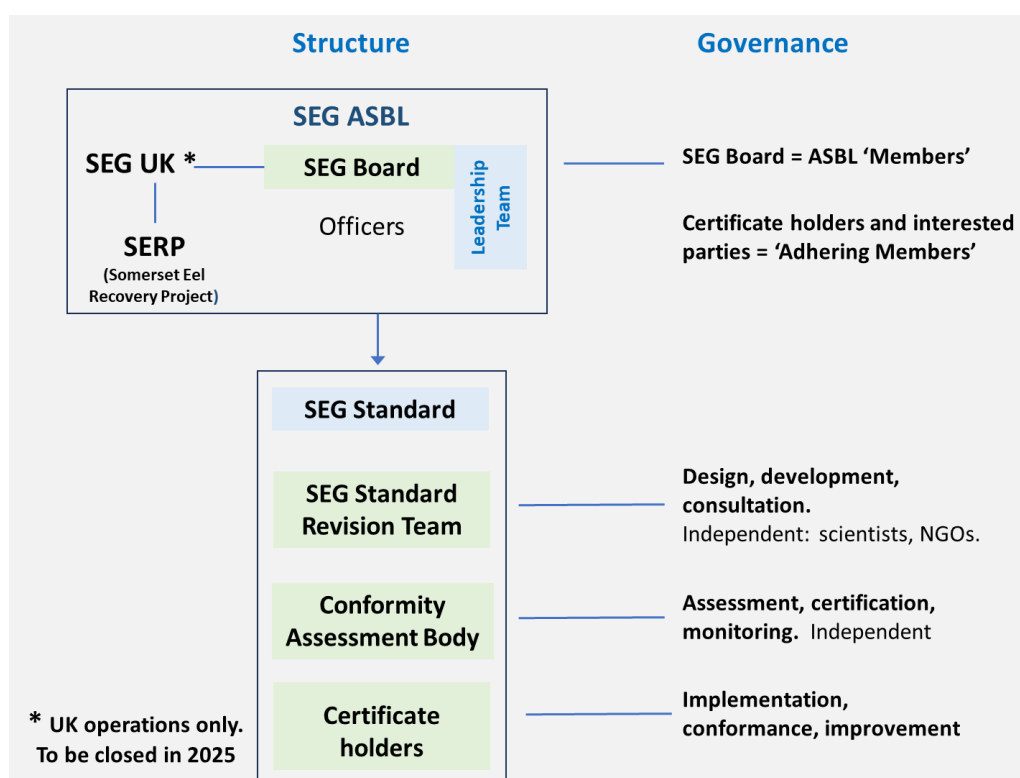 Structure
Governance
SEG ASBL
SEG UK *
SEG Board
Leadership
Team
Officers
SERP
(Somerset Eel
Recovery Project)
SEG Board = ASBL ‘Members’
Certificate holders and interested
parties = ‘Adhering Members’
SEG Standard
SEG Standard
Revision Team
Design, development,
consultation.
Independent: scientists, NGOs.
Conformity
Assessment Body
Assessment, certification,
monitoring. Independent
Certificate
holders
Implementation,
conformance, improvement
* UK operations only.
To be closed in 2025